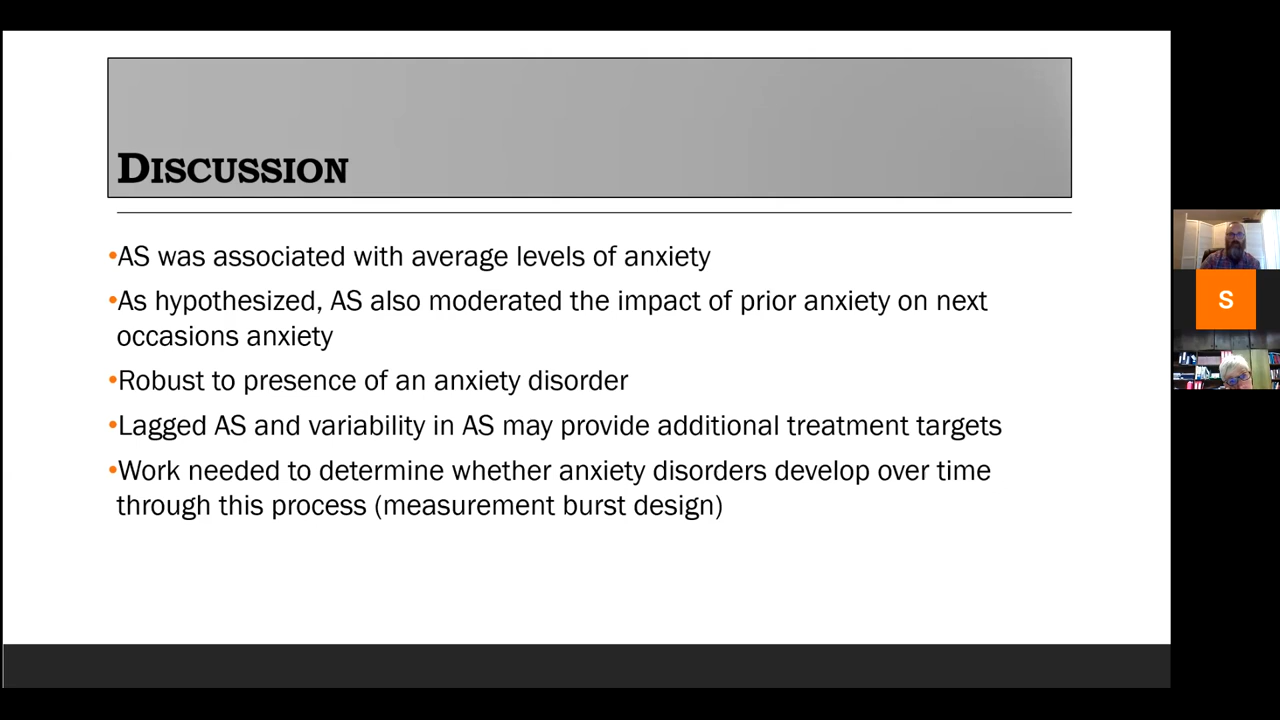 DISCUSSION
•AS was associated with average levels of anxiety
•As hypothesized, AS also moderated the impact of prior anxiety on next
occasions anxiety
•Robust to presence of an anxiety disorder
•Lagged AS and variability in AS may provide additional treatment targets
•Work needed to determine whether anxiety disorders develop over time
through this process (measurement burst design)
S